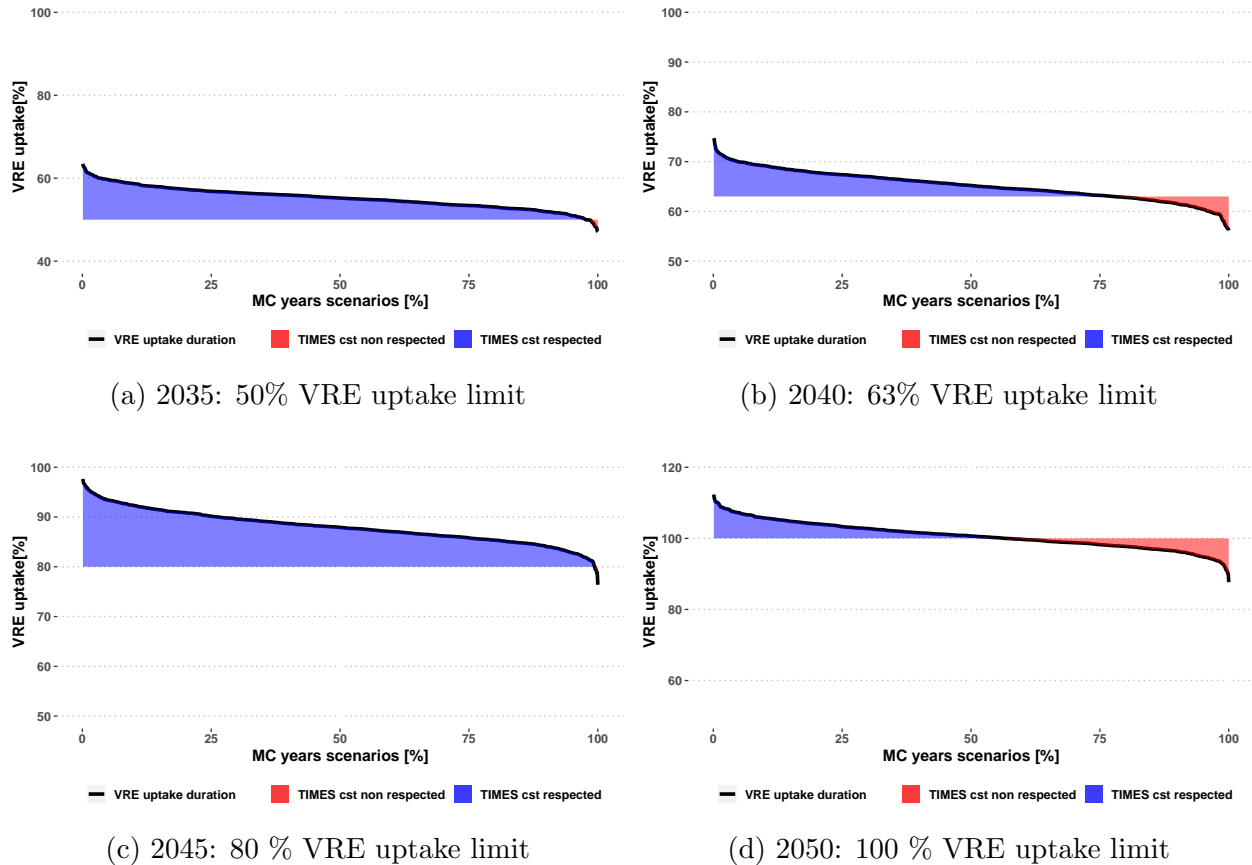 100
80
60
40
VRE uptake[%]
0 25 50 75 100
MC years scenarios [%]
VRE uptake duration TIMES cst non respected TIMES cst respected
(a) 2035: 50% VRE uptake limit
100
90
80
70
60
50
VRE uptake[%]
0 25 50 75 100
MC years scenarios [%]
VRE uptake duration TIMES cst non respected TIMES cst respected
(b) 2040: 63% VRE uptake limit
100
90
80
70
60
50
VRE uptake[%]
0 25 50 75 100
MC years scenarios [%]
VRE uptake duration TIMES cst non respected TIMES cst respected
(c) 2045: 80 % VRE uptake limit
120
100
80
60
VRE uptake[%]
0 25 50 75 100
MC years scenarios [%]
VRE uptake duration TIMES cst non respected TIMES cst respected
(d) 2050: 100 % VRE uptake limit